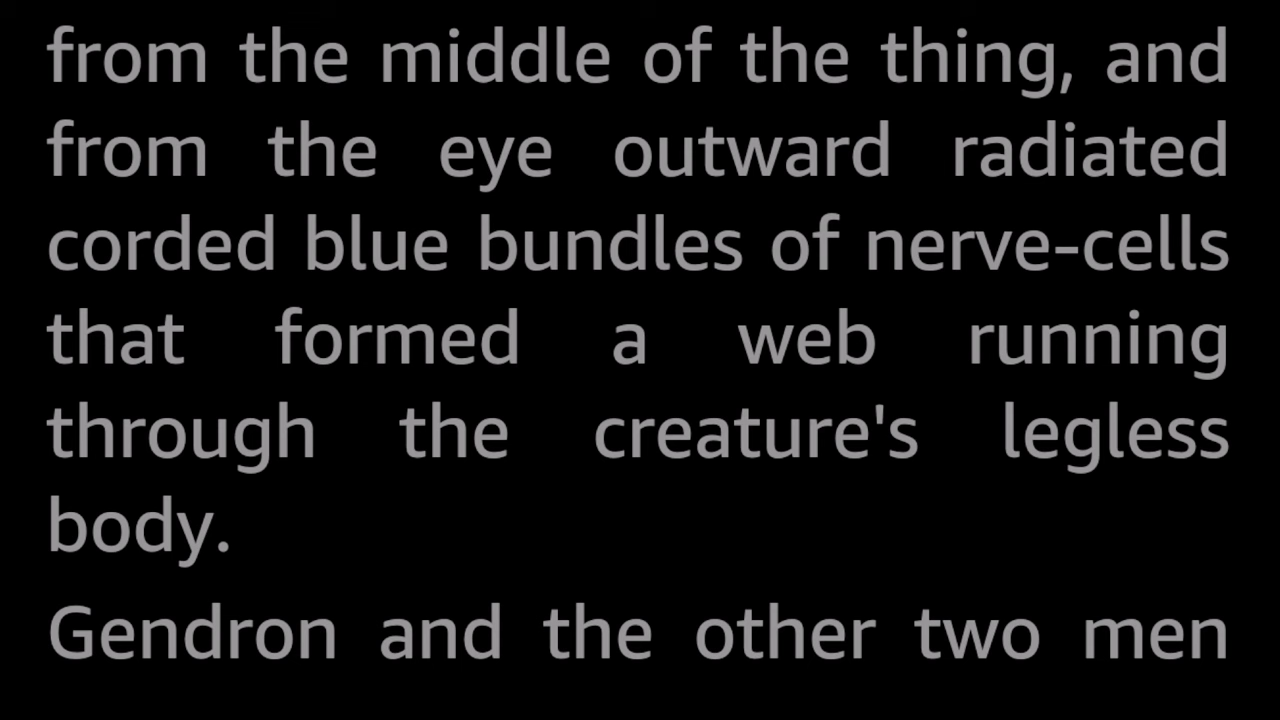 from the middle of the thing, and
from the eye outward radiated
corded blue bundles of nerve-cells
that formed a web running
through the creature's legless
body.
Gendron and the other two men